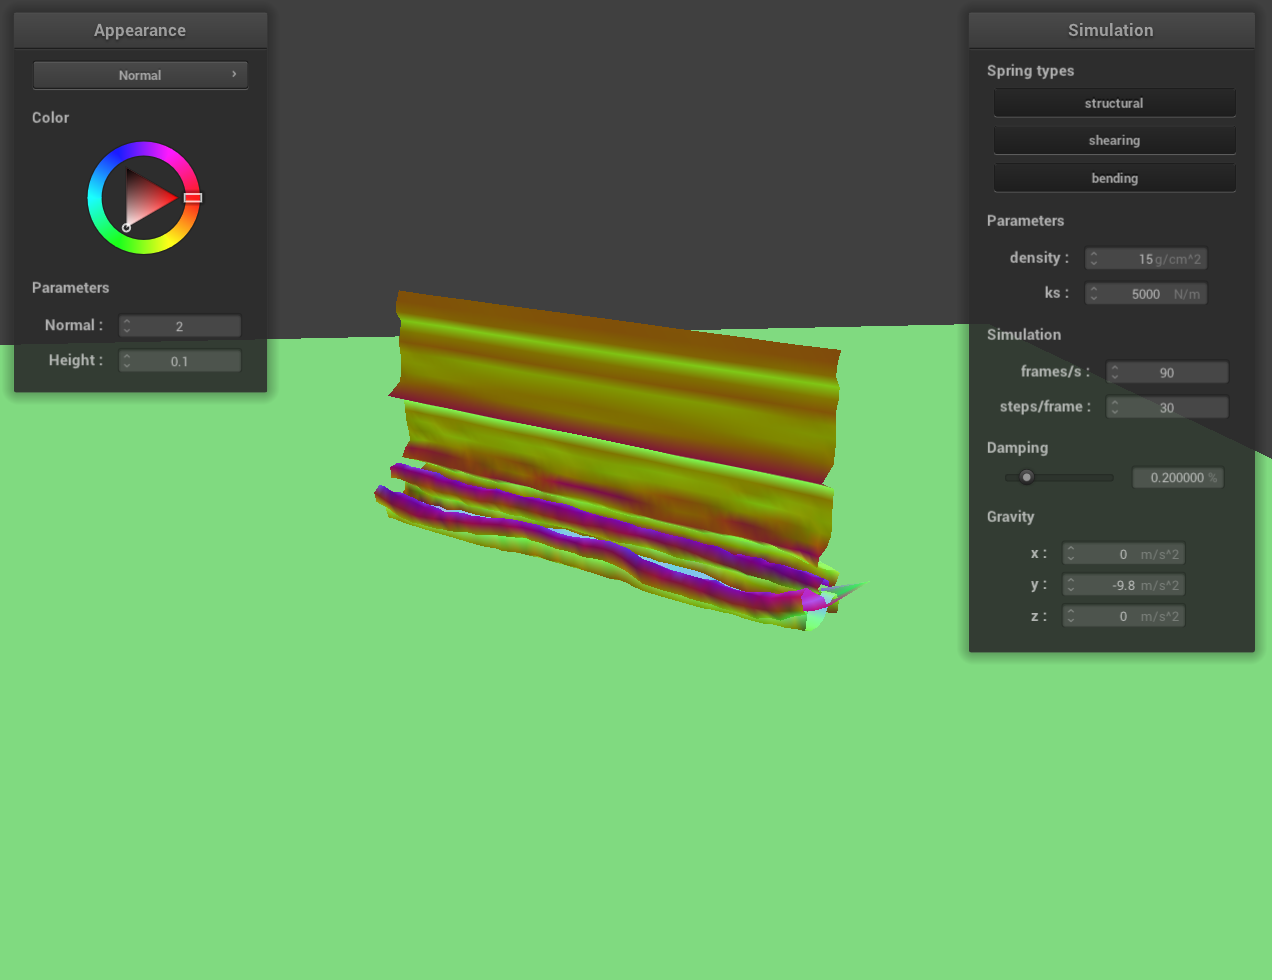 Appearance
Normal
Color
Parameters
Normal : 2
Height : 0.1
Simulation
Spring types
structural
shearing
bending
Parameters
density : 15 g/cm^2
ks : 5000 N/m
Simulation
frames/s : 90
steps/frame : 30
Damping
0.200000 %
Gravity
x : 0 m/s^2
y : -9.8 m/s^2
z : 0 m/s^2